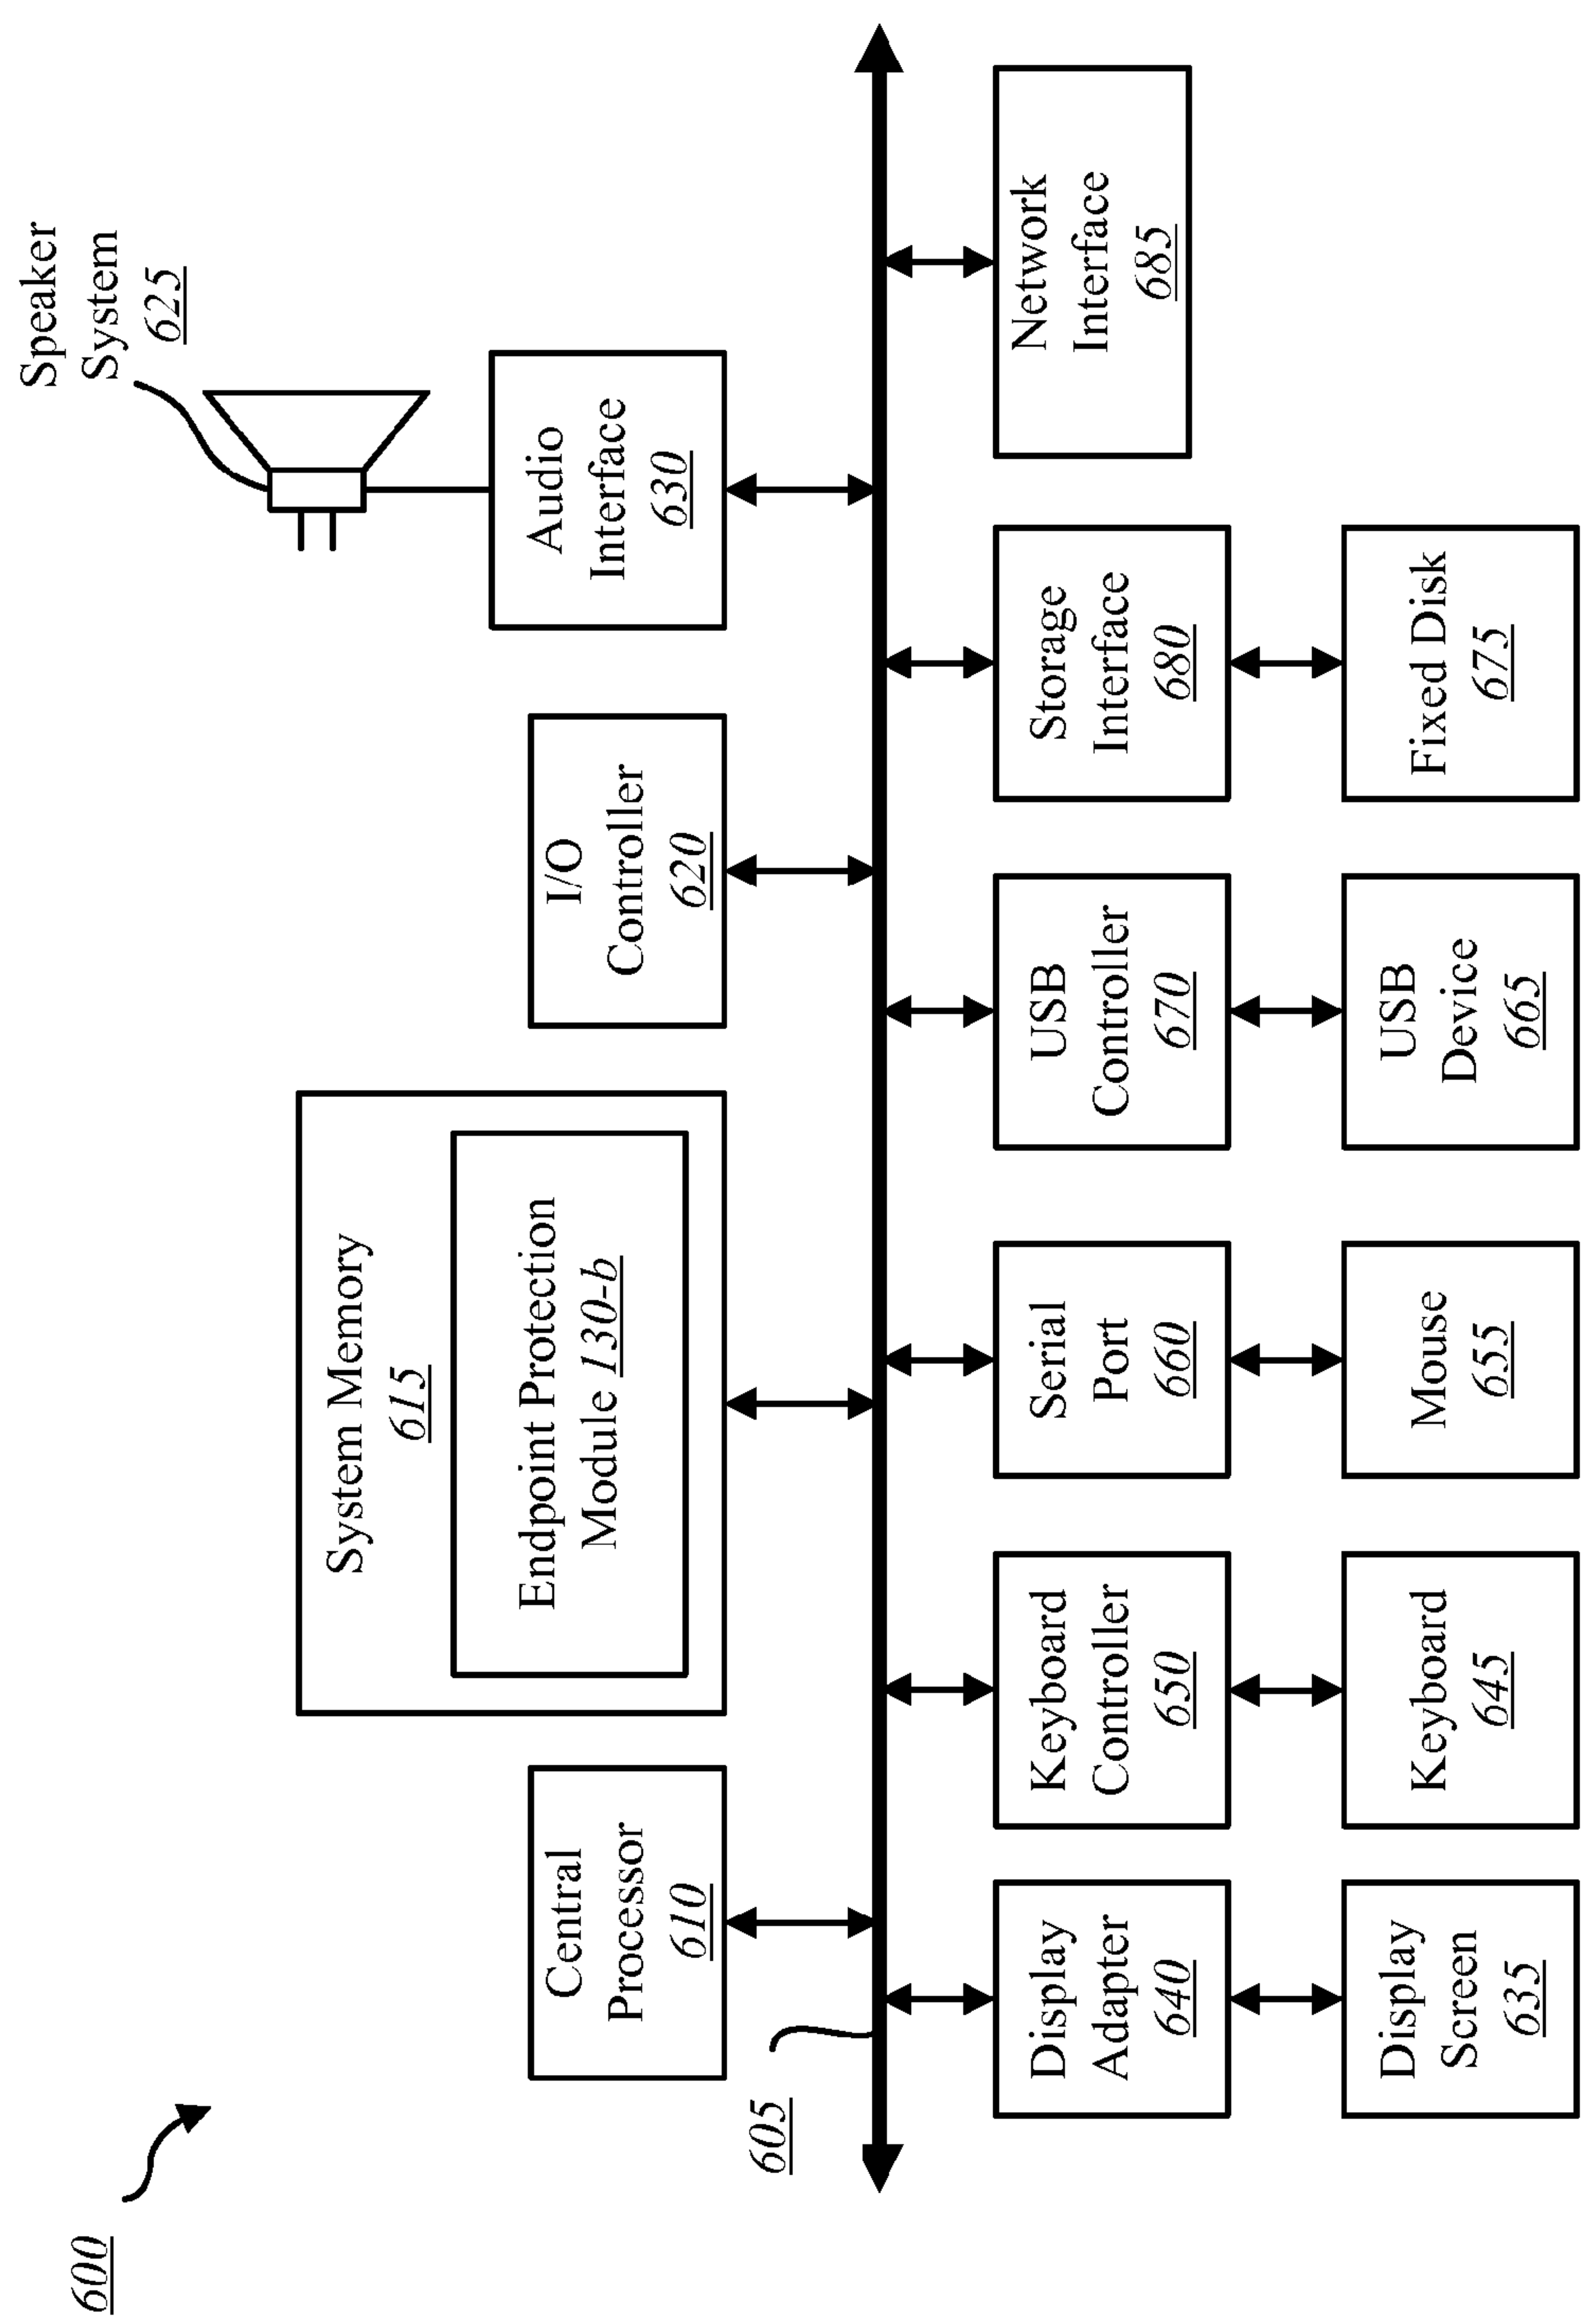 600
Speaker
System
625
Central
Processor
610
System Memory
615
Endpoint Protection
Module 130-b
I/O
Controller
620
Audio
Interface
630
605
Display
Adapter
640
Keyboard
Controller
650
Serial
Port
660
USB
Controller
670
Storage
Interface
680
Network
Interface
685
Display
Screen
635
Keyboard
645
Mouse
655
USB
Device
665
Fixed Disk
675